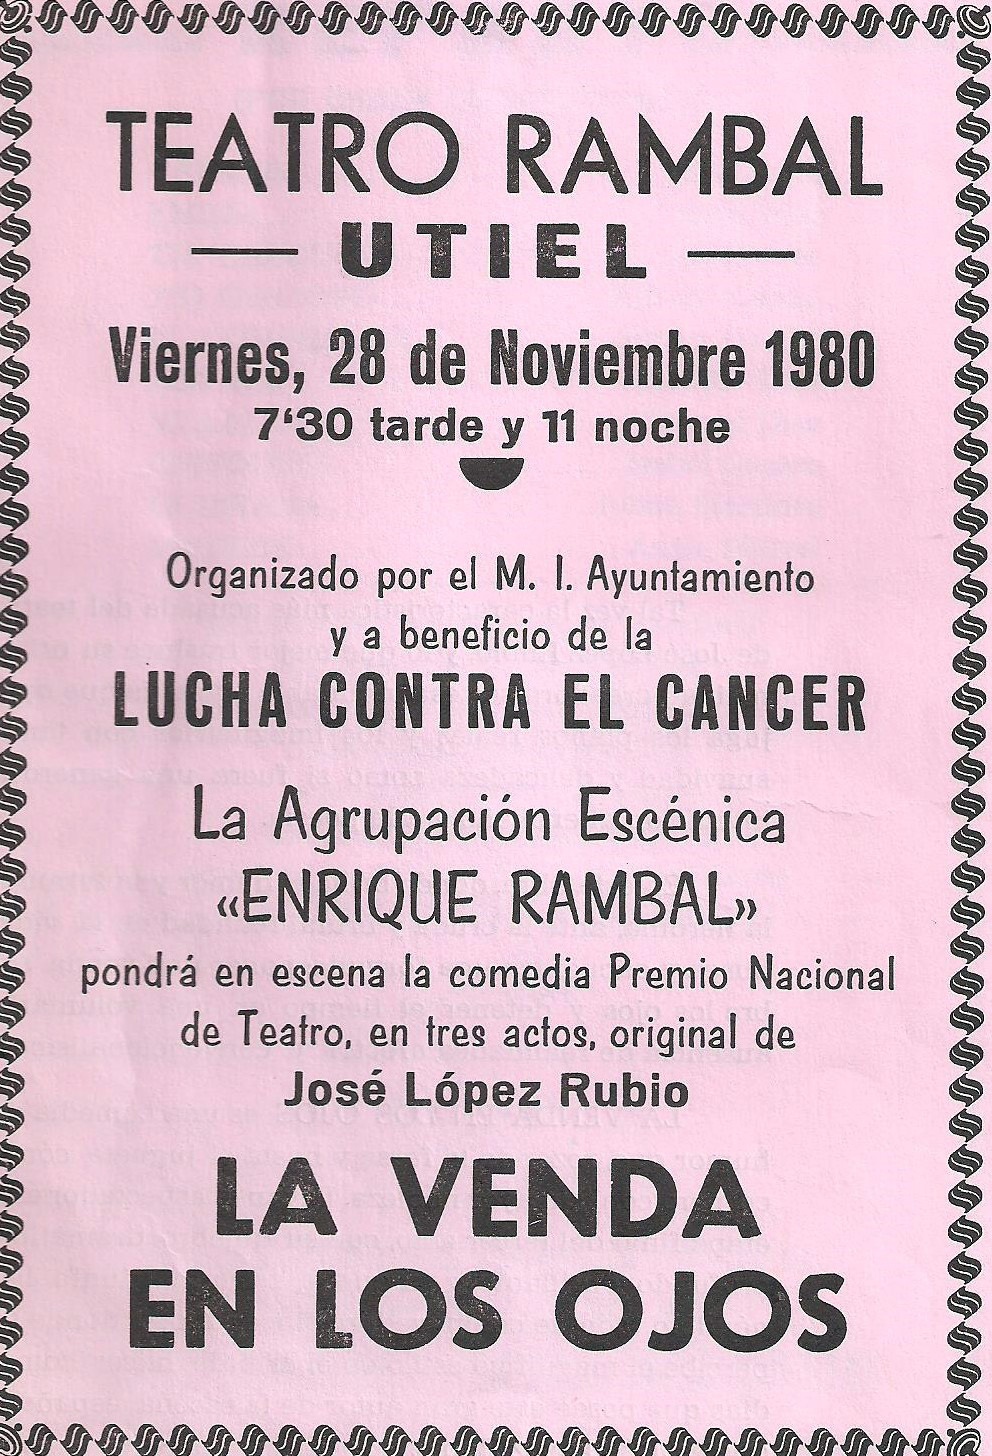 TEATRO RAMBAL
UTIEL
Viernes, 28 de Noviembre 1980
7‘30 tarde y 11 noche
Organizado por el M. I. Ayuntamiento
y a beneficio de la
LUCHA CONTRA EL CANCER
La Agrupación Escénica
«ENRIQUE RAMBAL»
pondrá en escena la comedia Premio Nacional
de Teatro, en tres actos, original de
José López Rubio
LA VENDA
EN LOS OJOS